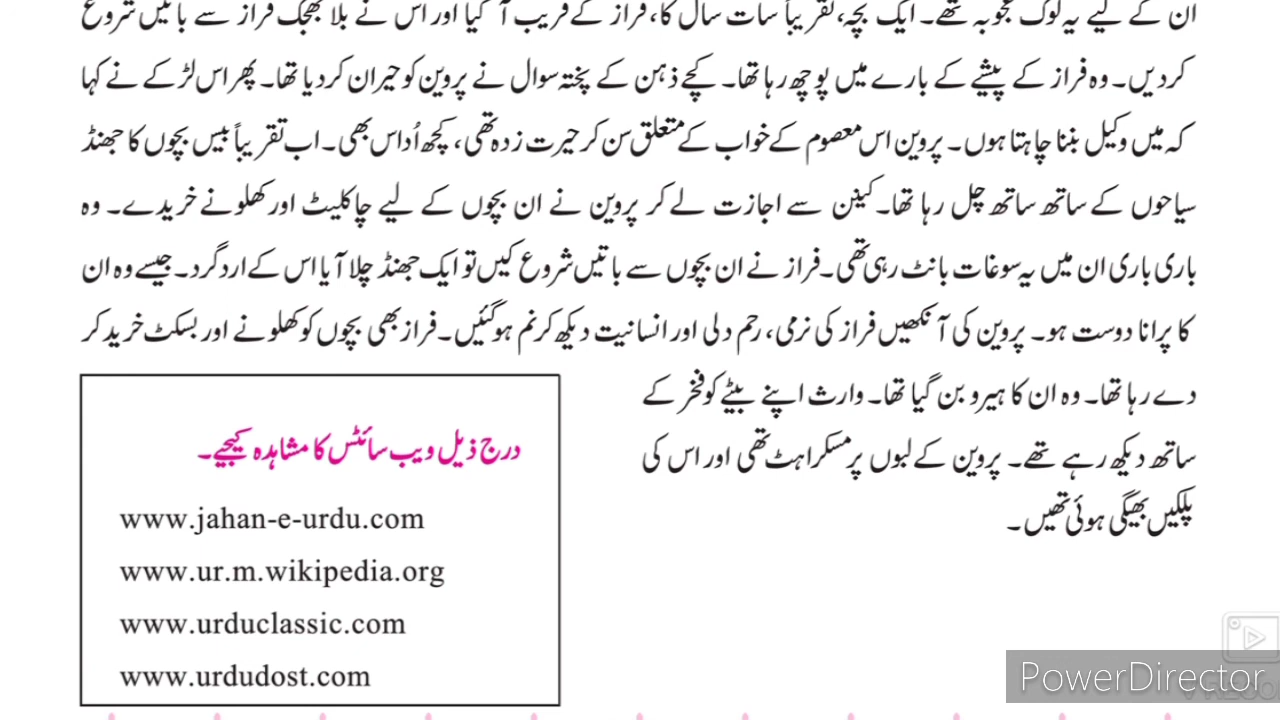 ان کے لیے یہ لوگ عجوبہ تھے۔ ایک بچہ، تقریباً سات سال کا، فراز کے قریب آ گیا اور اس نے بلا جھجک فراز سے باتیں شروع
کردیں۔ وہ فراز کے پیشے کے بارے میں پوچھ رہا تھا۔ کچے ذہن کے پختہ سوال نے پروین کو حیران کردیا تھا۔ پھر اس لڑکے نے کہا
کہ میں وکیل بننا چاہتا ہوں۔ پروین اس معصوم کے خواب کے متعلق سن کر حیرت زدہ تھی، کچھ اُداس بھی۔ اب تقریباً بیس بچوں کا جھنڈ
سیاحوں کے ساتھ ساتھ چل رہا تھا۔ کیپٹن سے اجازت لے کر پروین نے ان بچوں کے لیے چاکلیٹ اور کھلونے خریدے۔ وہ
باری باری ان میں یہ سوغات بانٹ رہی تھی۔ فراز نے ان بچوں سے باتیں شروع کیں تو ایک جھنڈ چلا آیا اس کے اردگرد۔ جیسے وہ ان
کا پرانا دوست ہو۔ پروین کی آنکھیں فراز کی نرمی، رحم دلی اور انسانیت دیکھ کر نم ہوگئیں۔ فراز بھی بچوں کو کھلونے اور بسکٹ خرید کر
دے رہا تھا۔ وہ ان کا ہیرو بن گیا تھا۔ وارث اپنے بیٹے کو فخر کے
ساتھ دیکھ رہے تھے۔ پروین کے لبوں پر مسکراہٹ تھی اور اس کی
پلکیں بھیگی ہوئی تھیں۔
درج ذیل ویب سائٹس کا مشاہدہ کیجیے۔
www.jahan-e-urdu.com
www.ur.m.wikipedia.org
www.urduclassic.com
www.urdudost.com
PowerDirector